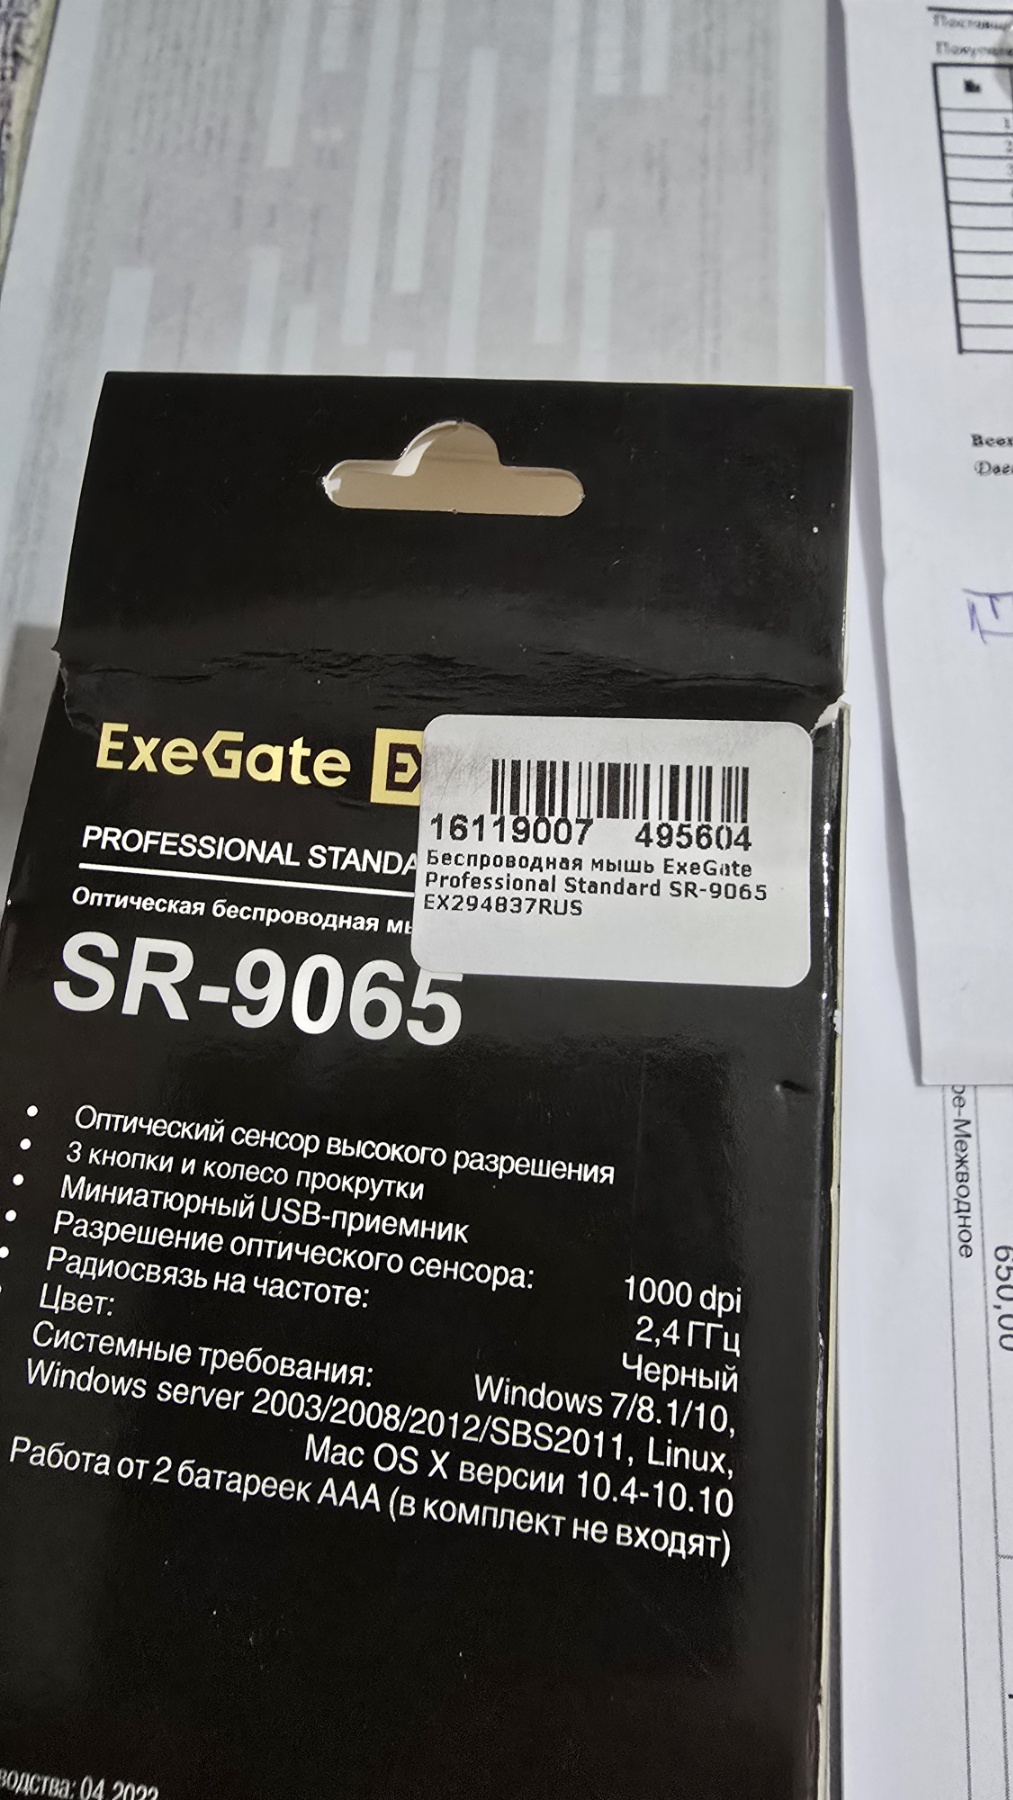 ExeGate
PROFESSIONAL STANDA
Оптическая беспроводная
SR-9065
16119007 495604
Беспроводная мышь ExeGate
Professional Standard SR-9065
EX294837RUS
• Оптический сенсор высокого разрешения
• 3 кнопки и колесо прокрутки
• Миниатюрный USB-приемник
• Разрешение оптического сенсора: 1000 dpi
• Радиосвязь на частоте: 2,4 ГГц
Цвет: Черный
Системные требования: Windows 7/8.1/10,
Windows server 2003/2008/2012/SBS2011, Linux,
Mac OS X версии 10.4-10.10
Работа от 2 батареек AAA (в комплект не входят)
водства: 04.2022
ре-Межводное
650,00